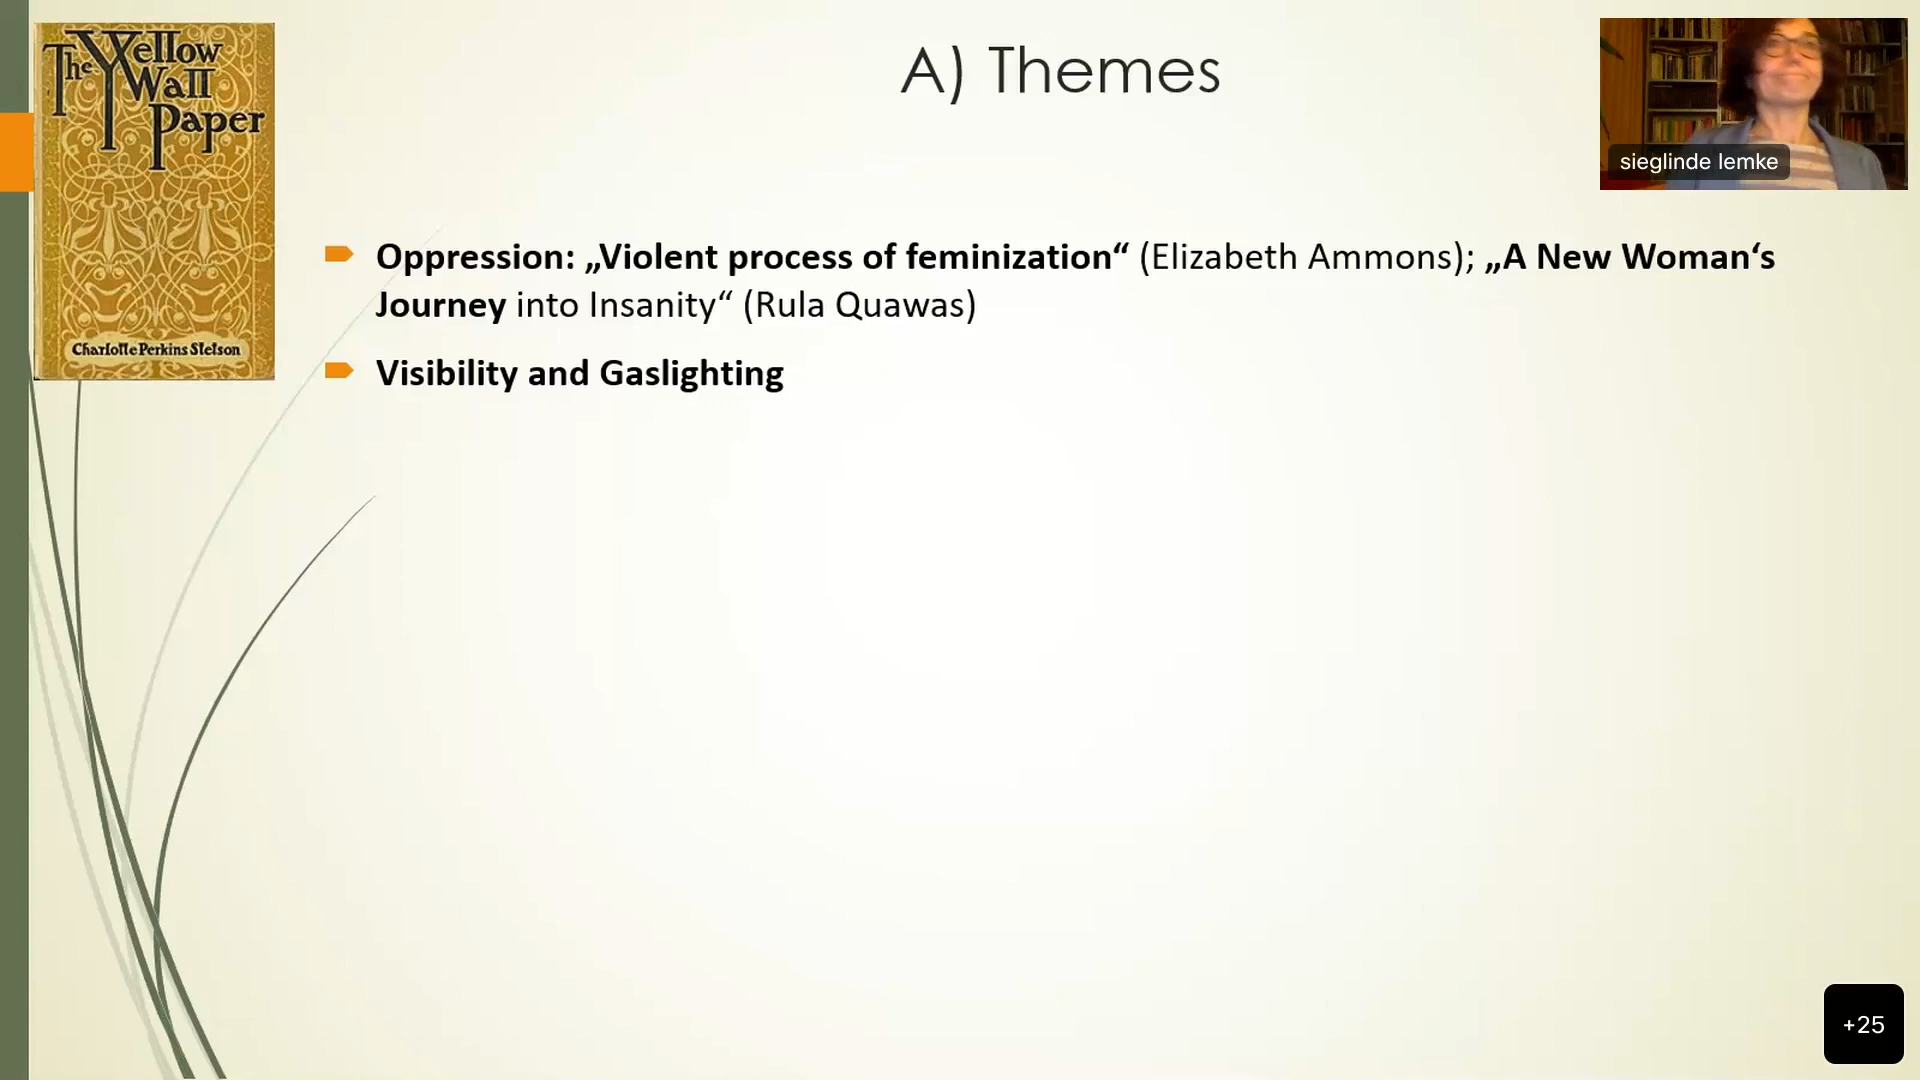 The Yellow
Wall
Paper
Charlotte Perkins Stetson
A) Themes
sieglinde lemke
Oppression: „Violent process of feminization“ (Elizabeth Ammons); „A New Woman‘s
Journey into Insanity“ (Rula Quawas)
Visibility and Gaslighting
+25